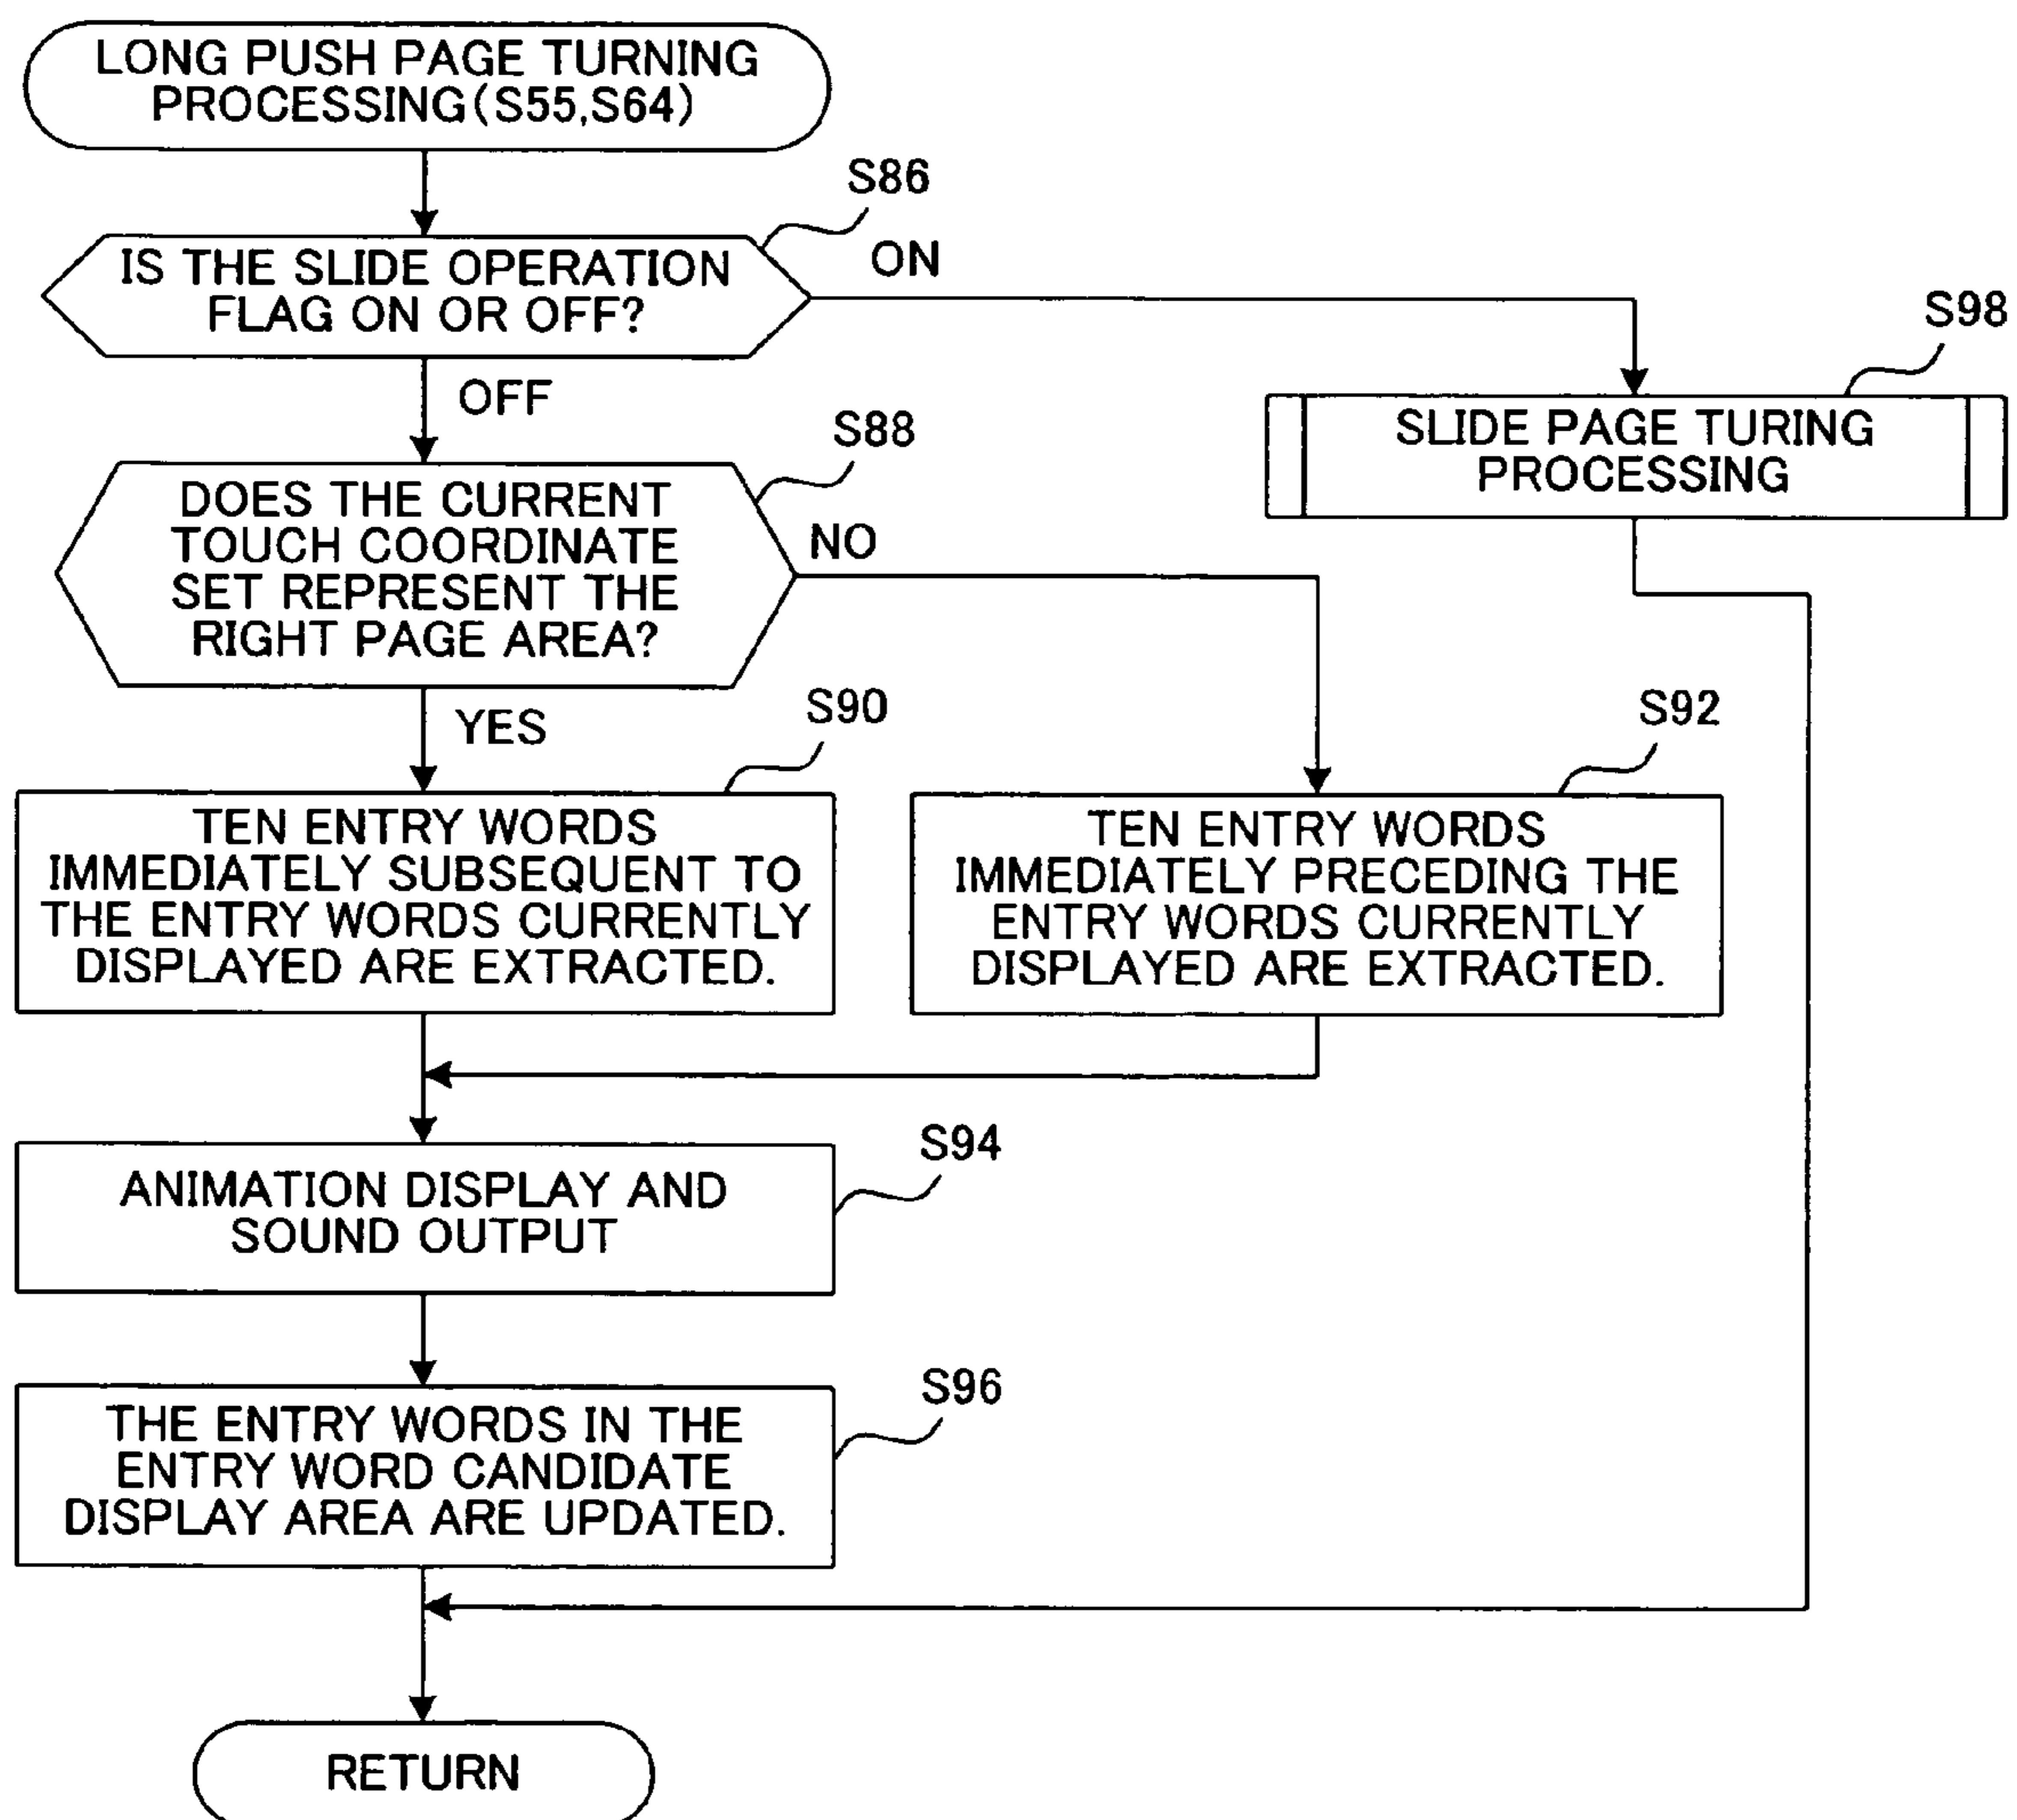 LONG PUSH PAGE TURNING
PROCESSING(S55,S64)
S86
IS THE SLIDE OPERATION
FLAG ON OR OFF?
ON
S98
OFF
SLIDE PAGE TURING
PROCESSING
S88
DOES THE CURRENT
TOUCH COORDINATE
SET REPRESENT THE
RIGHT PAGE AREA?
NO
YES
S90
TEN ENTRY WORDS
IMMEDIATELY SUBSEQUENT TO
THE ENTRY WORDS CURRENTLY
DISPLAYED ARE EXTRACTED.
S92
TEN ENTRY WORDS
IMMEDIATELY PRECEDING THE
ENTRY WORDS CURRENTLY
DISPLAYED ARE EXTRACTED.
S94
ANIMATION DISPLAY AND
SOUND OUTPUT
S96
THE ENTRY WORDS IN THE
ENTRY WORD CANDIDATE
DISPLAY AREA ARE UPDATED.
RETURN